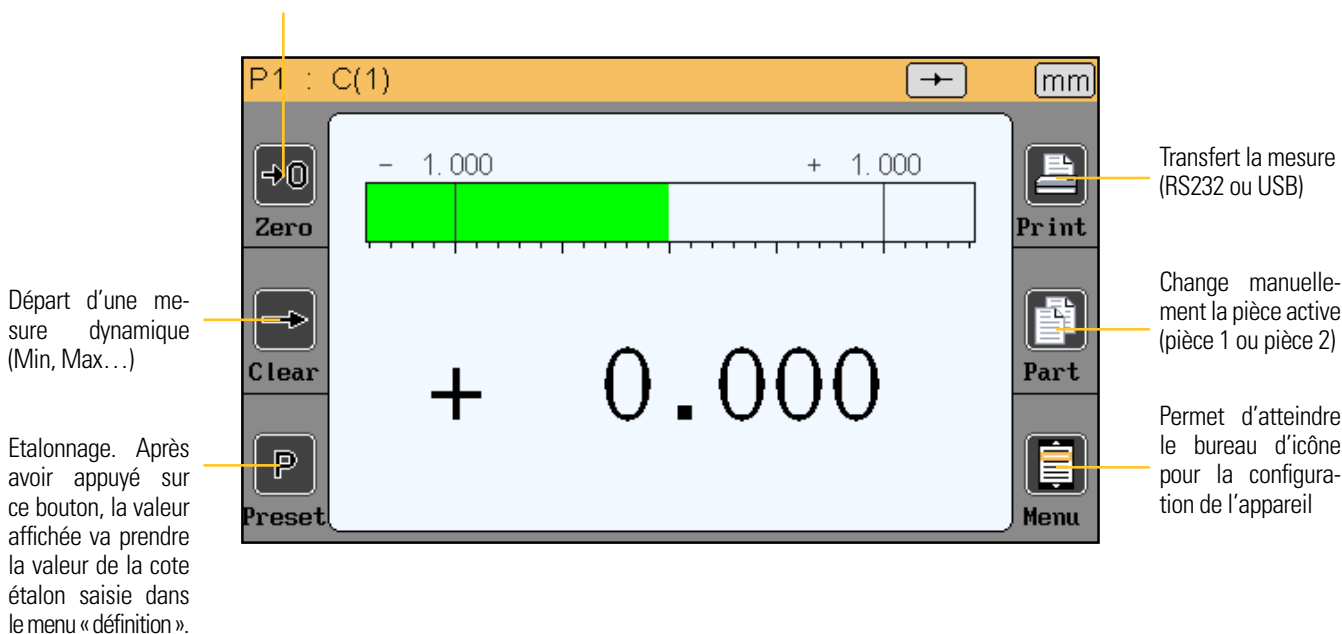 P1 : C(1)
mm
- 1.000
+ 1.000
Zero
Print
Clear
Part
+ 0.000
Preset
Menu
Départ d'une me-
sure dynamique
(Min, Max…)
Etalonnage. Après
avoir appuyé sur
ce bouton, la valeur
affichée va prendre
la valeur de la cote
étalon saisie dans
le menu « définition ».
Transfert la mesure
(RS232 ou USB)
Change manuelle-
ment la pièce active
(pièce 1 ou pièce 2)
Permet d'atteindre
le bureau d'icône
pour la configura-
tion de l'appareil